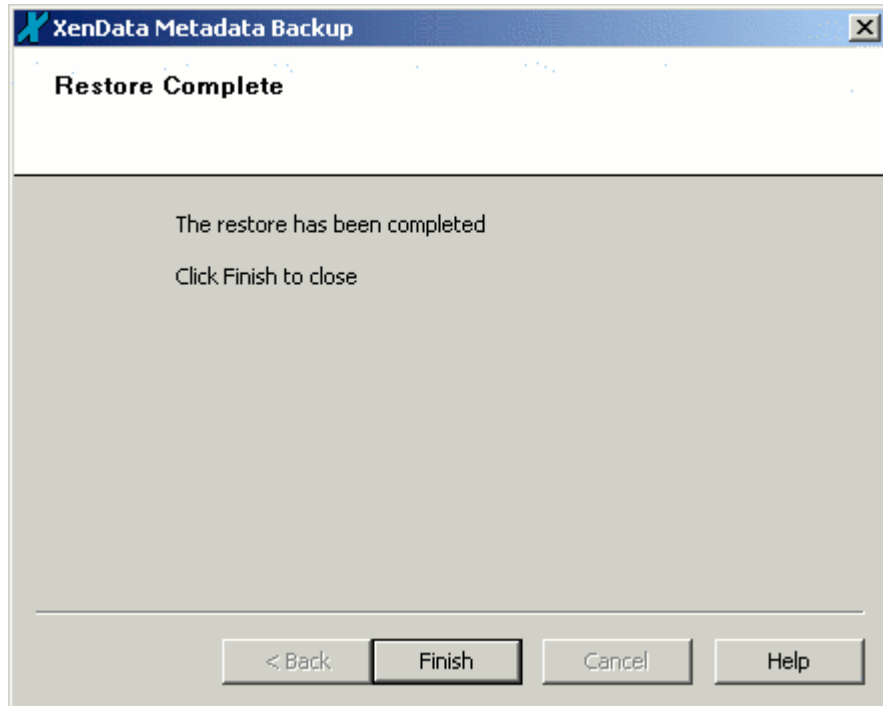 XenData Metadata Backup
Restore Complete
The restore has been completed
Click Finish to close
< Back
Finish
Cancel
Help